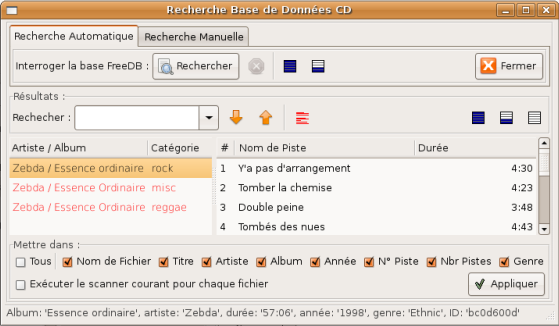 Recherche Base de Données CD
Recherche Automatique Recherche Manuelle
Interroger la base FreeDB : Rechercher Fermer
Résultats :
Rechecher :
Artiste / Album Catégorie # Nom de Piste Durée
Zebda / Essence ordinaire rock 1 Y'a pas d'arrangement 4:30
Zebda / Essence Ordinaire misc 2 Tomber la chemise 4:23
Zebda / Essence Ordinaire reggae 3 Double peine 3:48
4 Tombés des nues 4:43
Mettre dans :
Tous Nom de Fichier Titre Artiste Album Année N° Piste Nbr Pistes Genre
Exécuter le scanner courant pour chaque fichier Appliquer
Album: 'Essence ordinaire', artiste: 'Zebda', durée: '57:06', année: '1998', genre: 'Ethnic', ID: 'bc0d600d'